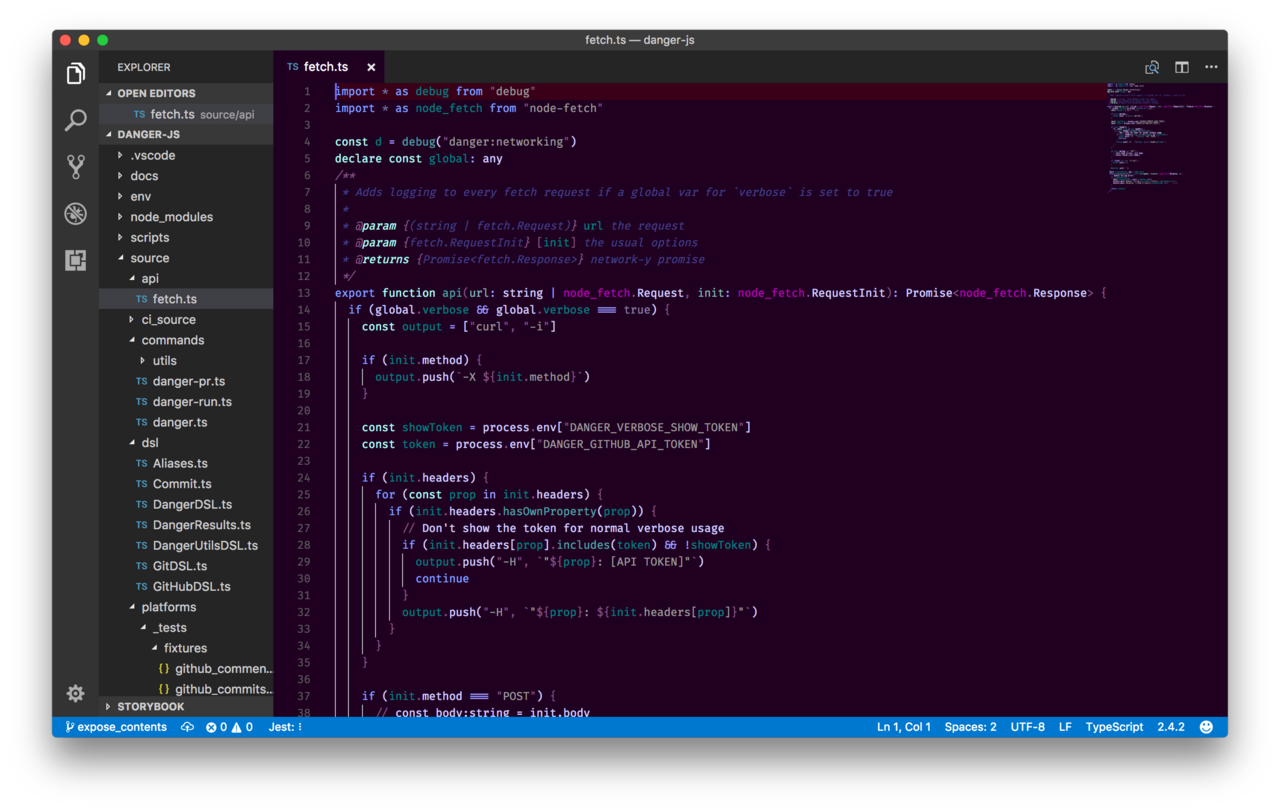 fetch.ts — danger-js
EXPLORER
OPEN EDITORS
TS fetch.ts source/api
DANGER-JS
.vscode
docs
env
node_modules
scripts
source
api
TS fetch.ts
ci_source
commands
utils
TS danger-pr.ts
TS danger-run.ts
TS danger.ts
dsl
TS Aliases.ts
TS Commit.ts
TS DangerDSL.ts
TS DangerResults.ts
TS DangerUtilsDSL.ts
TS GitDSL.ts
TS GitHubDSL.ts
platforms
_tests
fixtures
{} github_commen...
{} github_commits...
STORYBOOK
TS fetch.ts ×
1 import * as debug from "debug"
2 import * as node_fetch from "node-fetch"
3
4 const d = debug("danger:networking")
5 declare const global: any
6 /**
7 * Adds logging to every fetch request if a global var for `verbose` is set to true
8 *
9 * @param {(string | fetch.Request)} url the request
10 * @param {fetch.RequestInit} [init] the usual options
11 * @returns {Promise<fetch.Response>} network-y promise
12 */
13 export function api(url: string | node_fetch.Request, init: node_fetch.RequestInit): Promise<node_fetch.Response> {
14 if (global.verbose && global.verbose === true) {
15 const output = ["curl", "-i"]
16
17 if (init.method) {
18 output.push(`-X ${init.method}`)
19 }
20
21 const showToken = process.env["DANGER_VERBOSE_SHOW_TOKEN"]
22 const token = process.env["DANGER_GITHUB_API_TOKEN"]
23
24 if (init.headers) {
25 for (const prop in init.headers) {
26 if (init.headers.hasOwnProperty(prop)) {
27 // Don't show the token for normal verbose usage
28 if (init.headers[prop].includes(token) && !showToken) {
29 output.push("-H", `"${prop}: [API TOKEN]"`)
30 continue
31 }
32 output.push("-H", `"${prop}: ${init.headers[prop]}"`)
33 }
34 }
35 }
36
37 if (init.method === "POST") {
38 // const body:string = init.body
expose_contents 0 0 Jest: Ln 1, Col 1 Spaces: 2 UTF-8 LF TypeScript 2.4.2